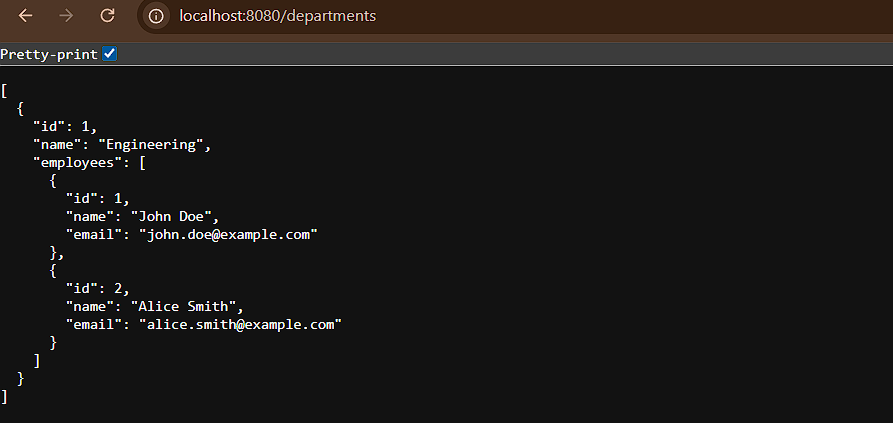 localhost:8080/departments
Pretty-print
[
  {
    "id": 1,
    "name": "Engineering",
    "employees": [
      {
        "id": 1,
        "name": "John Doe",
        "email": "john.doe@example.com"
      },
      {
        "id": 2,
        "name": "Alice Smith",
        "email": "alice.smith@example.com"
      }
    ]
  }
]